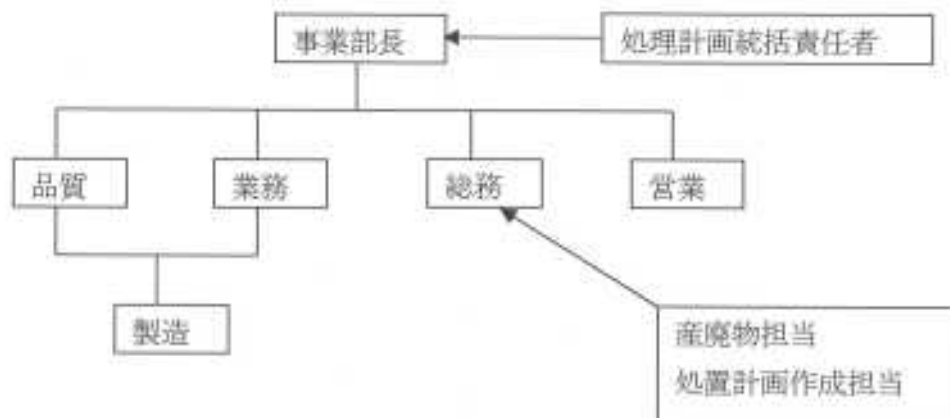 事業部長
処理計画統括責任者
品質
業務
総務
営業
製造
産廃物担当
処置計画作成担当